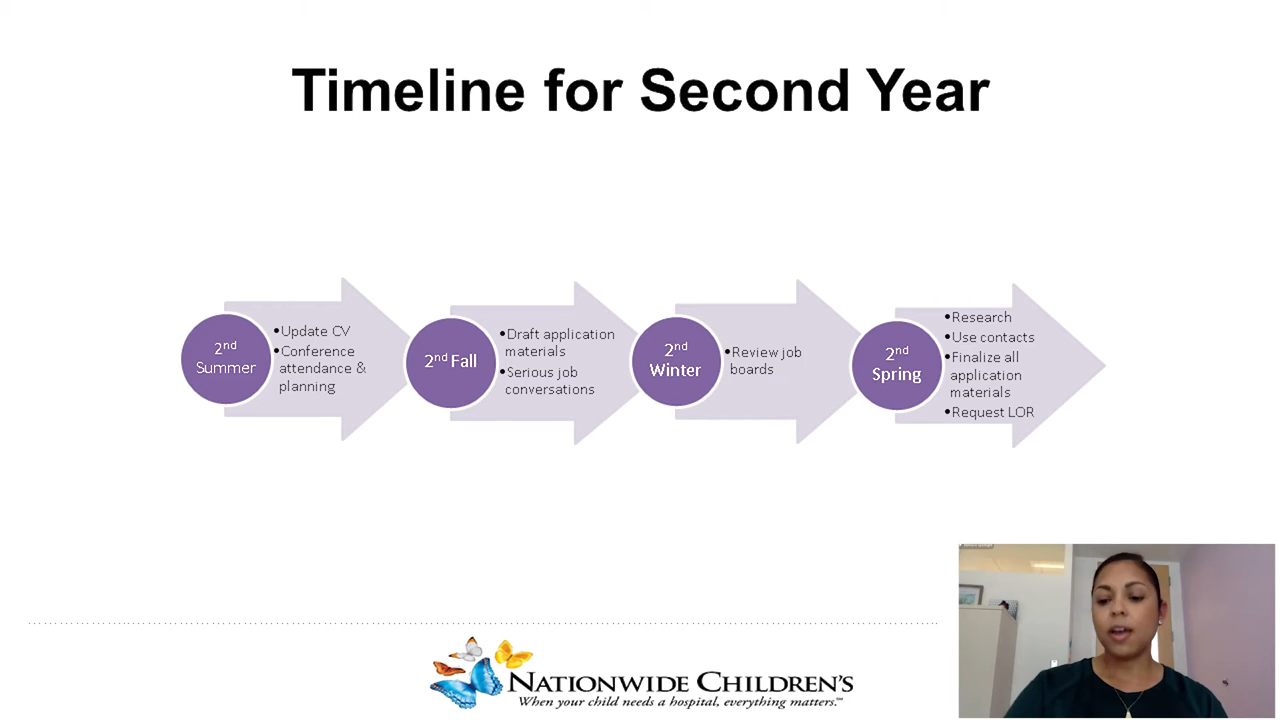 Timeline for Second Year
2nd
Summer
•Update CV
•Conference
attendance &
planning
2nd Fall
•Draft application
materials
•Serious job
conversations
2nd
Winter
•Review job
boards
2nd
Spring
•Research
•Use contacts
•Finalize all
application
materials
•Request LOR
NATIONWIDE CHILDREN'S
When your child needs a hospital, everything matters.℠